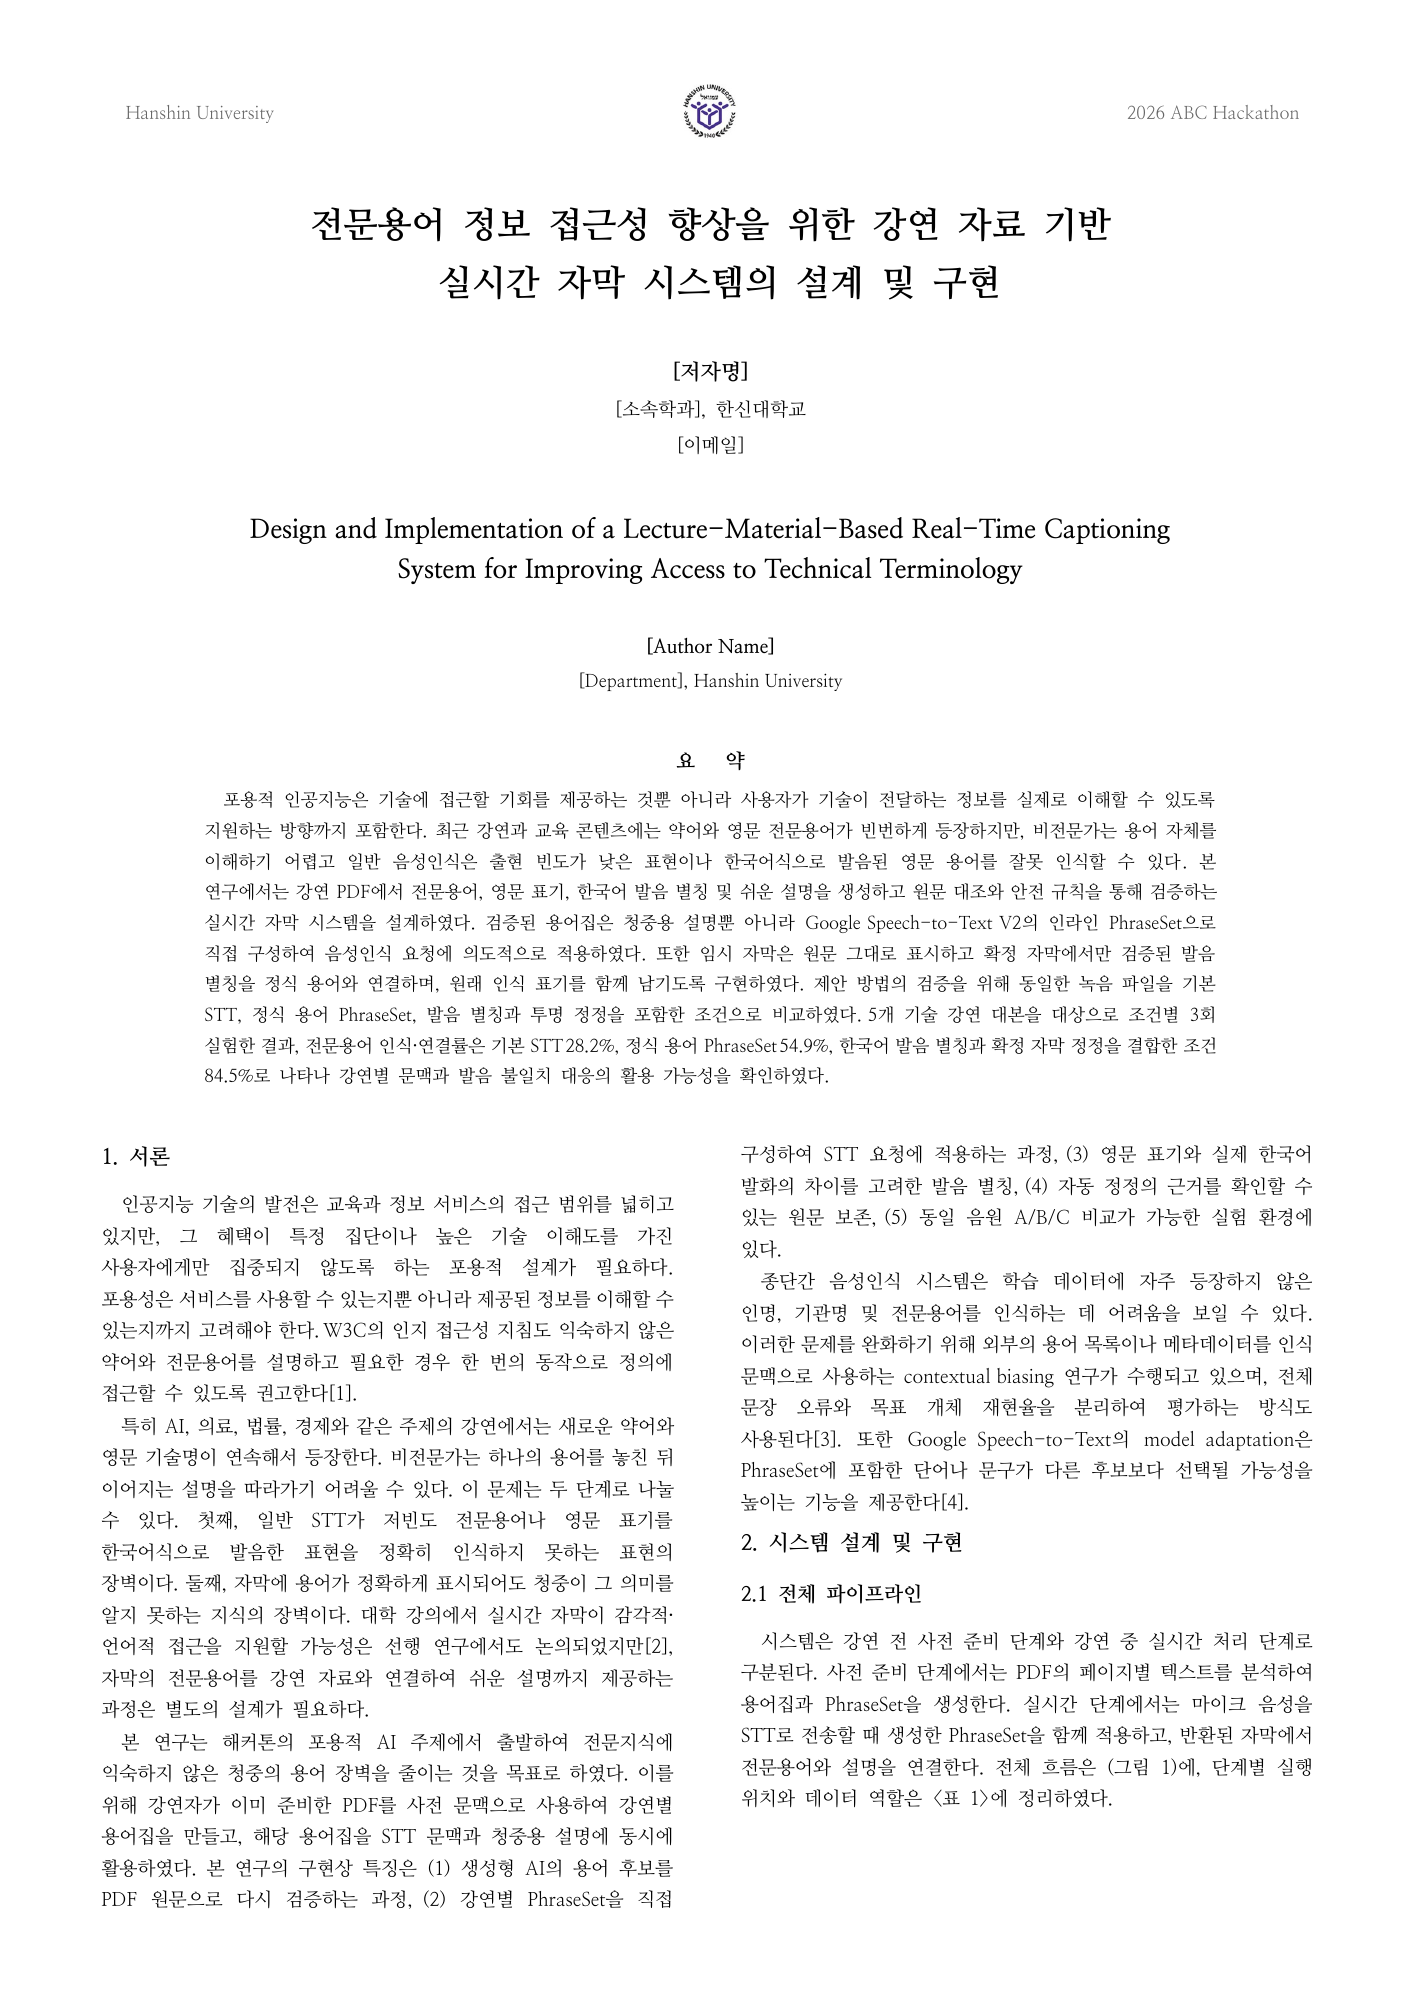 Hanshin University
HANSHIN UNIVERSITY
1940
2026 ABC Hackathon
전문용어 정보 접근성 향상을 위한 강연 자료 기반
실시간 자막 시스템의 설계 및 구현
[저자명]
[소속학과], 한신대학교
[이메일]
Design and Implementation of a Lecture-Material-Based Real-Time Captioning
System for Improving Access to Technical Terminology
[Author Name]
[Department], Hanshin University
요 약
포용적 인공지능은 기술에 접근할 기회를 제공하는 것뿐 아니라 사용자가 기술이 전달하는 정보를 실제로 이해할 수 있도록
지원하는 방향까지 포함한다. 최근 강연과 교육 콘텐츠에는 약어와 영문 전문용어가 빈번하게 등장하지만, 비전문가는 용어 자체를
이해하기 어렵고 일반 음성인식은 출현 빈도가 낮은 표현이나 한국어식으로 발음된 영문 용어를 잘못 인식할 수 있다. 본
연구에서는 강연 PDF에서 전문용어, 영문 표기, 한국어 발음 별칭 및 쉬운 설명을 생성하고 원문 대조와 안전 규칙을 통해 검증하는
실시간 자막 시스템을 설계하였다. 검증된 용어집은 청중용 설명뿐 아니라 Google Speech-to-Text V2의 인라인 PhraseSet으로
직접 구성하여 음성인식 요청에 의도적으로 적용하였다. 또한 임시 자막은 원문 그대로 표시하고 확정 자막에서만 검증된 발음
별칭을 정식 용어와 연결하며, 원래 인식 표기를 함께 남기도록 구현하였다. 제안 방법의 검증을 위해 동일한 녹음 파일을 기본
STT, 정식 용어 PhraseSet, 발음 별칭과 투명 정정을 포함한 조건으로 비교하였다. 5개 기술 강연 대본을 대상으로 조건별 3회
실험한 결과, 전문용어 인식·연결률은 기본 STT 28.2%, 정식 용어 PhraseSet 54.9%, 한국어 발음 별칭과 확정 자막 정정을 결합한 조건
84.5%로 나타나 강연별 문맥과 발음 불일치 대응의 활용 가능성을 확인하였다.
1. 서론
인공지능 기술의 발전은 교육과 정보 서비스의 접근 범위를 넓히고
있지만, 그 혜택이 특정 집단이나 높은 기술 이해도를 가진
사용자에게만 집중되지 않도록 하는 포용적 설계가 필요하다.
포용성은 서비스를 사용할 수 있는지뿐 아니라 제공된 정보를 이해할 수
있는지까지 고려해야 한다. W3C의 인지 접근성 지침도 익숙하지 않은
약어와 전문용어를 설명하고 필요한 경우 한 번의 동작으로 정의에
접근할 수 있도록 권고한다[1].
특히 AI, 의료, 법률, 경제와 같은 주제의 강연에서는 새로운 약어와
영문 기술명이 연속해서 등장한다. 비전문가는 하나의 용어를 놓친 뒤
이어지는 설명을 따라가기 어려울 수 있다. 이 문제는 두 단계로 나눌
수 있다. 첫째, 일반 STT가 저빈도 전문용어나 영문 표기를
한국어식으로 발음한 표현을 정확히 인식하지 못하는 표현의
장벽이다. 둘째, 자막에 용어가 정확하게 표시되어도 청중이 그 의미를
알지 못하는 지식의 장벽이다. 대학 강의에서 실시간 자막이 감각적·
언어적 접근을 지원할 가능성은 선행 연구에서도 논의되었지만[2],
자막의 전문용어를 강연 자료와 연결하여 쉬운 설명까지 제공하는
과정은 별도의 설계가 필요하다.
본 연구는 해커톤의 포용적 AI 주제에서 출발하여 전문지식에
익숙하지 않은 청중의 용어 장벽을 줄이는 것을 목표로 하였다. 이를
위해 강연자가 이미 준비한 PDF를 사전 문맥으로 사용하여 강연별
용어집을 만들고, 해당 용어집을 STT 문맥과 청중용 설명에 동시에
활용하였다. 본 연구의 구현상 특징은 (1) 생성형 AI의 용어 후보를
PDF 원문으로 다시 검증하는 과정, (2) 강연별 PhraseSet을 직접
구성하여 STT 요청에 적용하는 과정, (3) 영문 표기와 실제 한국어
발화의 차이를 고려한 발음 별칭, (4) 자동 정정의 근거를 확인할 수
있는 원문 보존, (5) 동일 음원 A/B/C 비교가 가능한 실험 환경에
있다.
종단간 음성인식 시스템은 학습 데이터에 자주 등장하지 않은
인명, 기관명 및 전문용어를 인식하는 데 어려움을 보일 수 있다.
이러한 문제를 완화하기 위해 외부의 용어 목록이나 메타데이터를 인식
문맥으로 사용하는 contextual biasing 연구가 수행되고 있으며, 전체
문장 오류와 목표 개체 재현율을 분리하여 평가하는 방식도
사용된다[3]. 또한 Google Speech-to-Text의 model adaptation은
PhraseSet에 포함한 단어나 문구가 다른 후보보다 선택될 가능성을
높이는 기능을 제공한다[4].
2. 시스템 설계 및 구현
2.1 전체 파이프라인
시스템은 강연 전 사전 준비 단계와 강연 중 실시간 처리 단계로
구분된다. 사전 준비 단계에서는 PDF의 페이지별 텍스트를 분석하여
용어집과 PhraseSet을 생성한다. 실시간 단계에서는 마이크 음성을
STT로 전송할 때 생성한 PhraseSet을 함께 적용하고, 반환된 자막에서
전문용어와 설명을 연결한다. 전체 흐름은 (그림 1)에, 단계별 실행
위치와 데이터 역할은 〈표 1〉에 정리하였다.